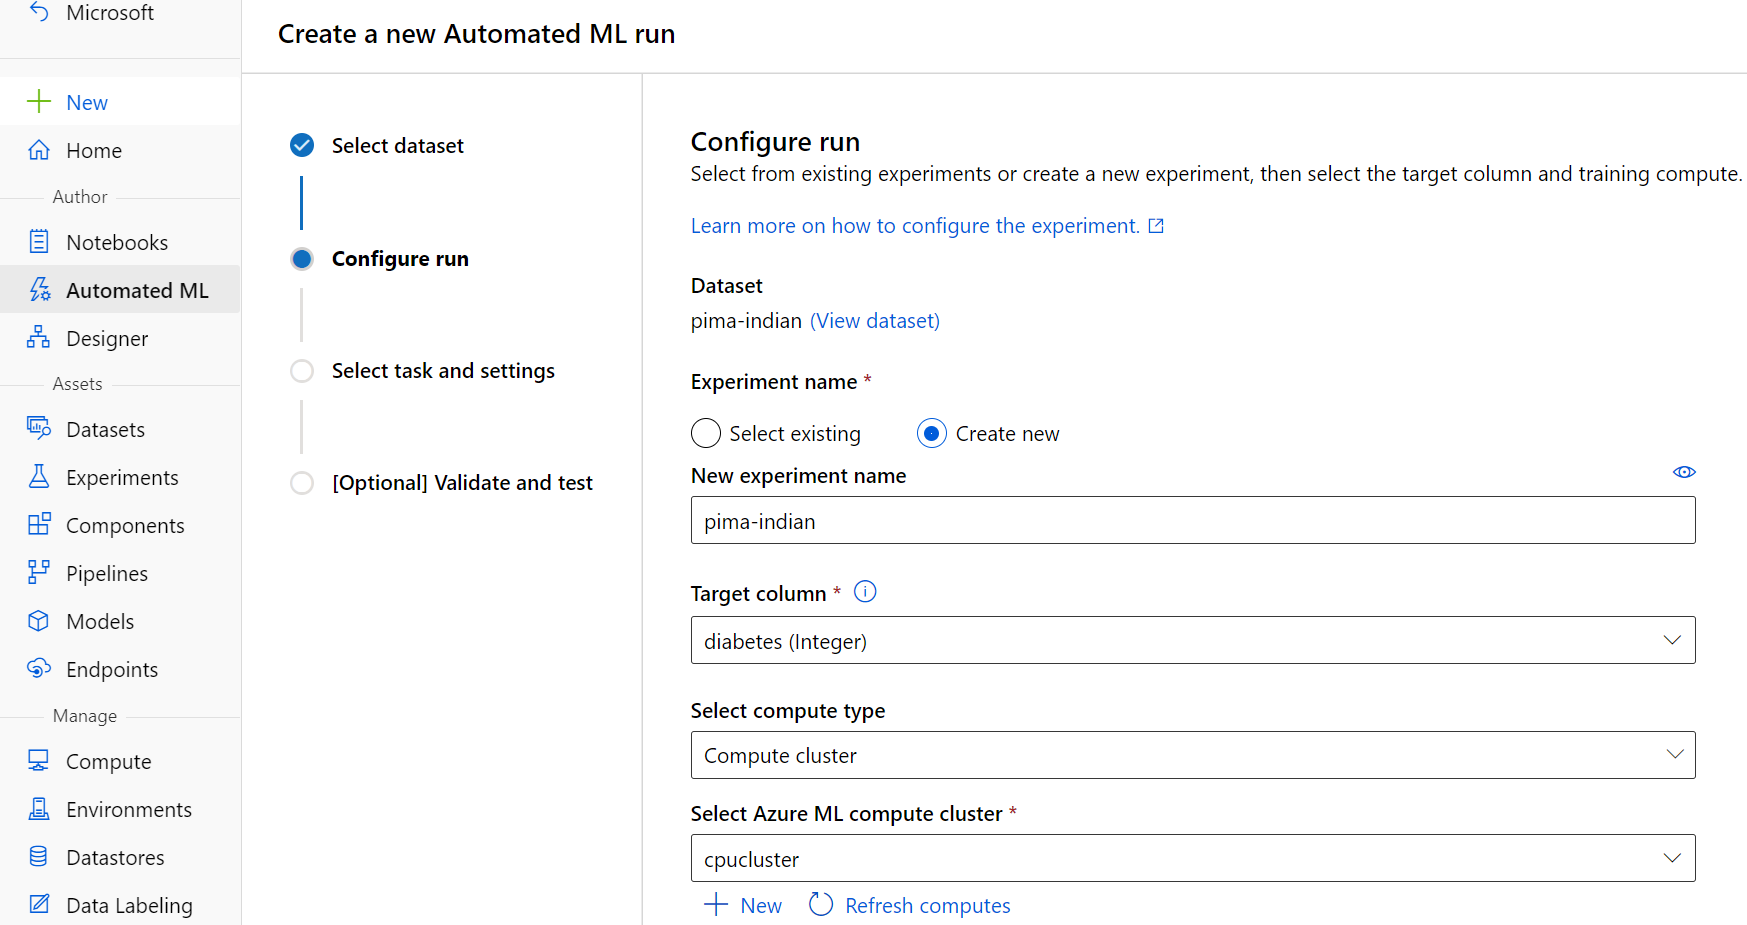 Microsoft
New
Home
Author
Notebooks
Automated ML
Designer
Assets
Datasets
Experiments
Components
Pipelines
Models
Endpoints
Manage
Compute
Environments
Datastores
Data Labeling
Create a new Automated ML run
Select dataset
Configure run
Select task and settings
[Optional] Validate and test
Configure run
Select from existing experiments or create a new experiment, then select the target column and training compute.
Learn more on how to configure the experiment.
Dataset
pima-indian (View dataset)
Experiment name *
Select existing Create new
New experiment name
pima-indian
Target column *
diabetes (Integer)
Select compute type
Compute cluster
Select Azure ML compute cluster *
cpucluster
New Refresh computes